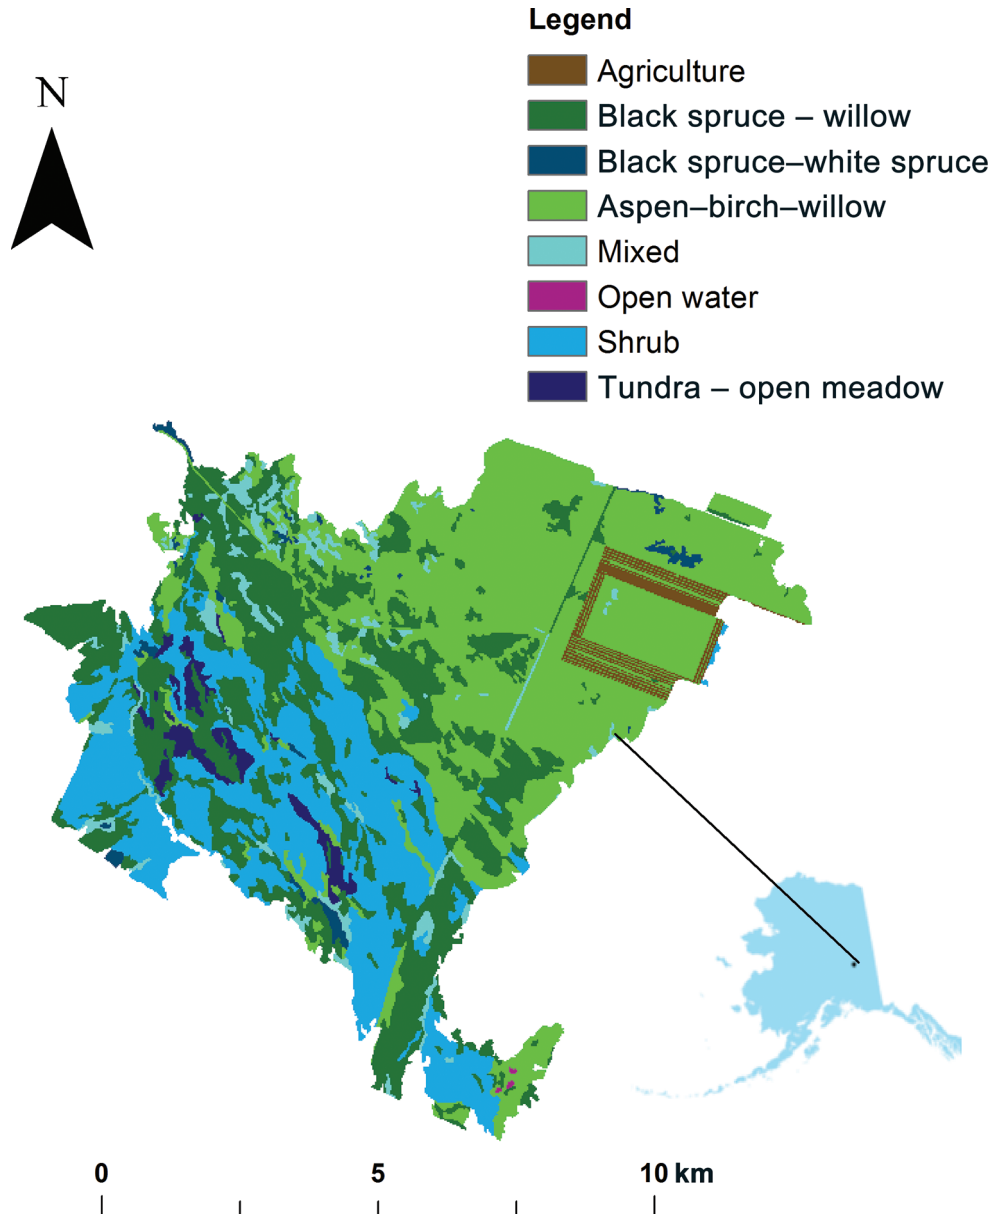 Legend
N
Agriculture
Black spruce – willow
Black spruce–white spruce
Aspen–birch–willow
Mixed
Open water
Shrub
Tundra – open meadow
0 5 10 km